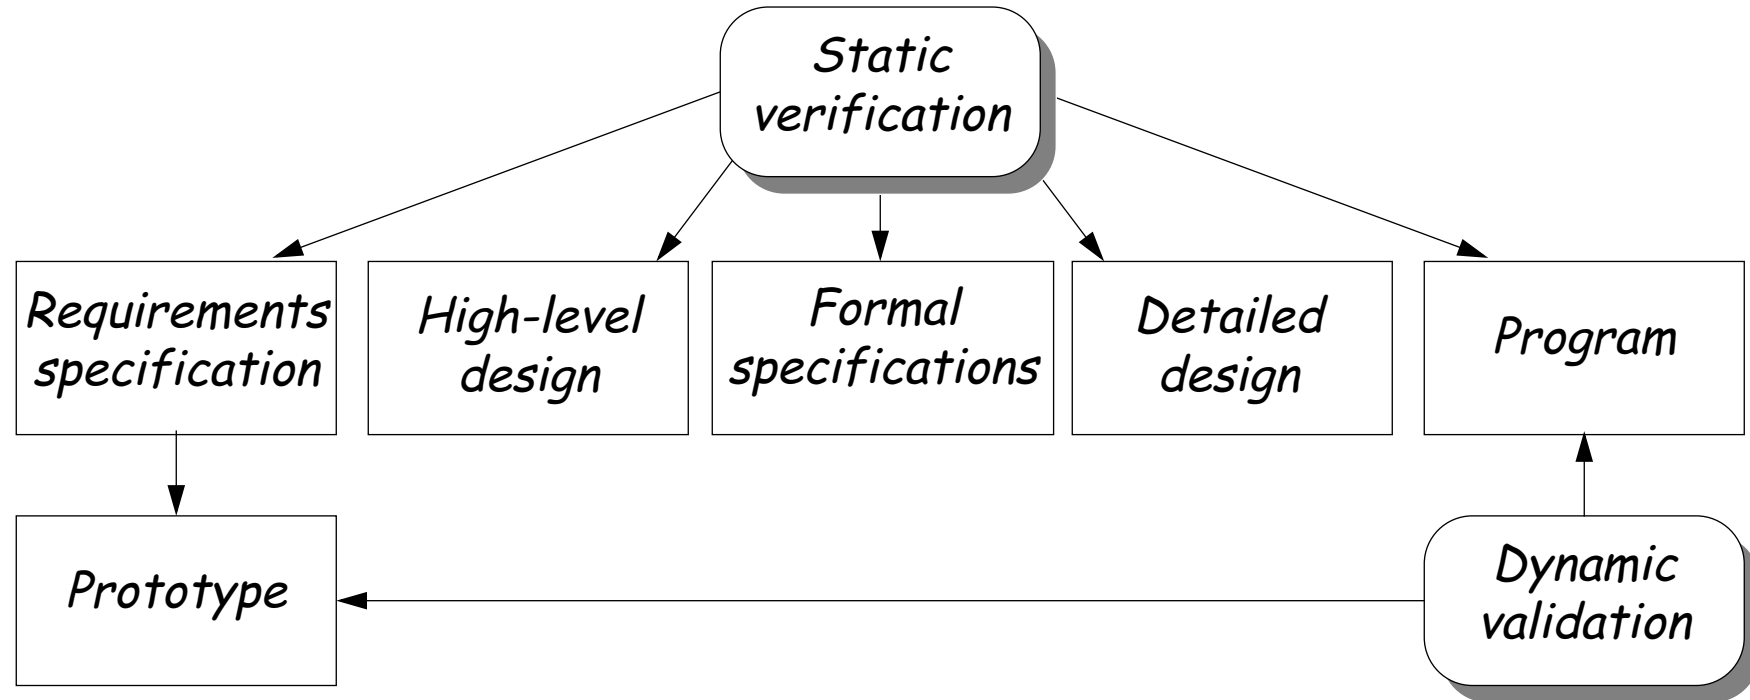 Static
verification
Requirements
specification
High-level
design
Formal
specifications
Detailed
design
Program
Prototype
Dynamic
validation